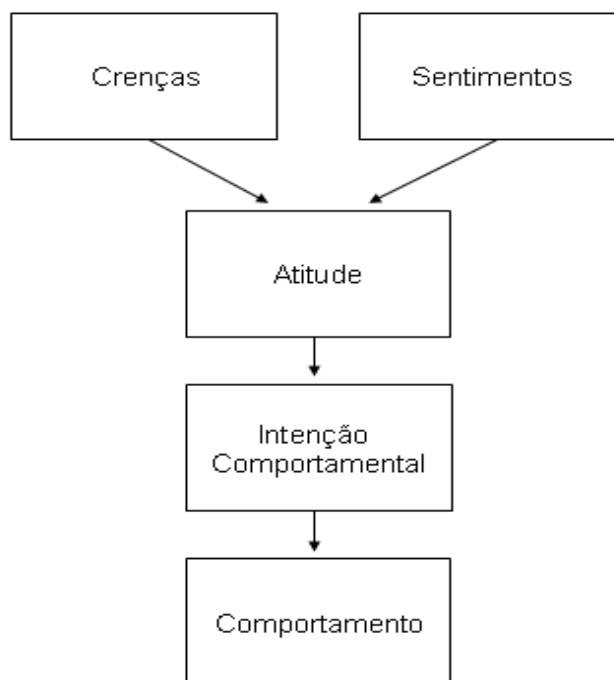 Crenças
Sentimentos
Atitude
Intenção
Comportamental
Comportamento